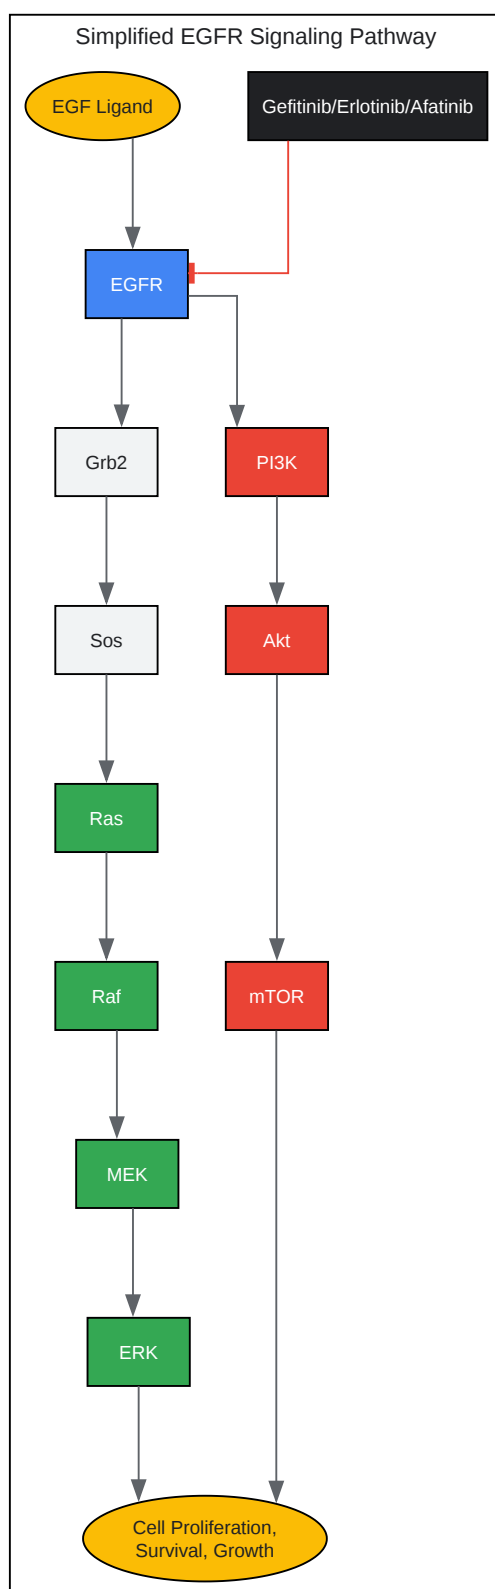 Simplified EGFR Signaling Pathway
EGF Ligand
Gefitinib/Erlotinib/Afatinib
EGFR
Grb2
PI3K
Sos
Akt
Ras
Raf
mTOR
MEK
ERK
Cell Proliferation,
Survival, Growth